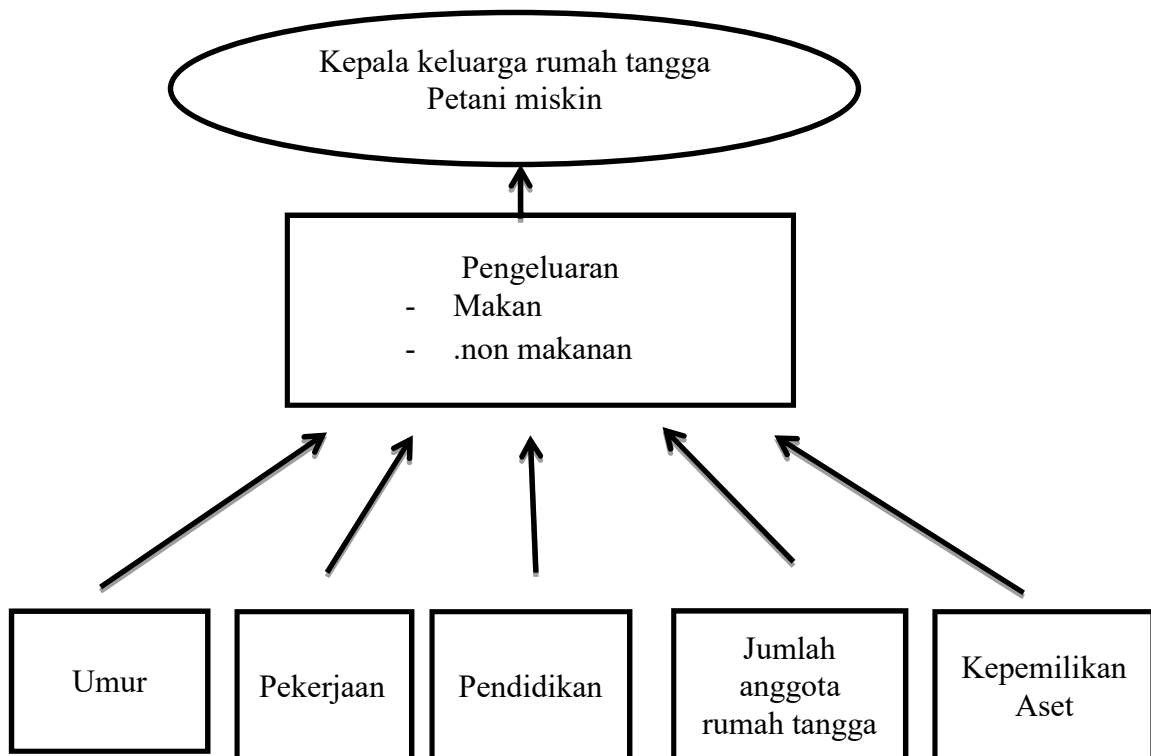 Kepala keluarga rumah tangga
Petani miskin
Pengeluaran
- Makan
- .non makanan
Umur
Pekerjaan
Pendidikan
Jumlah
anggota
rumah tangga
Kepemilikan
Aset